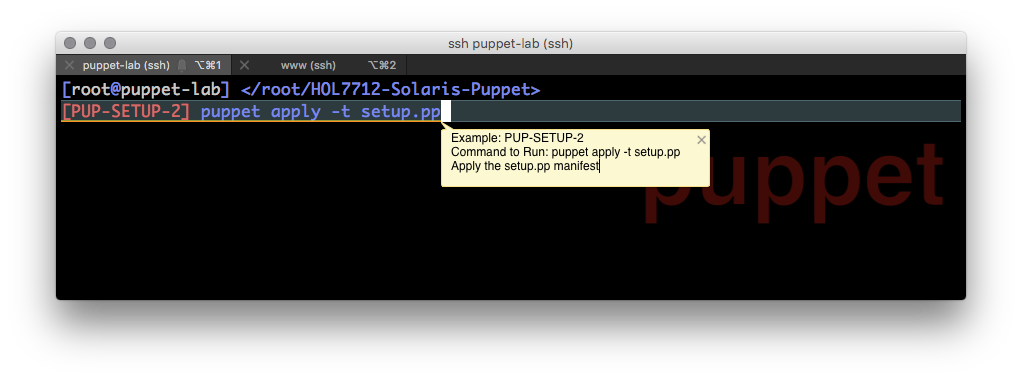 ssh puppet-lab (ssh)
puppet-lab (ssh) ⌥⌘1 www (ssh) ⌥⌘2
[root@puppet-lab] </root/HOL7712-Solaris-Puppet>
[PUP-SETUP-2] puppet apply -t setup.pp
Example: PUP-SETUP-2
Command to Run: puppet apply -t setup.pp
Apply the setup.pp manifest
puppet